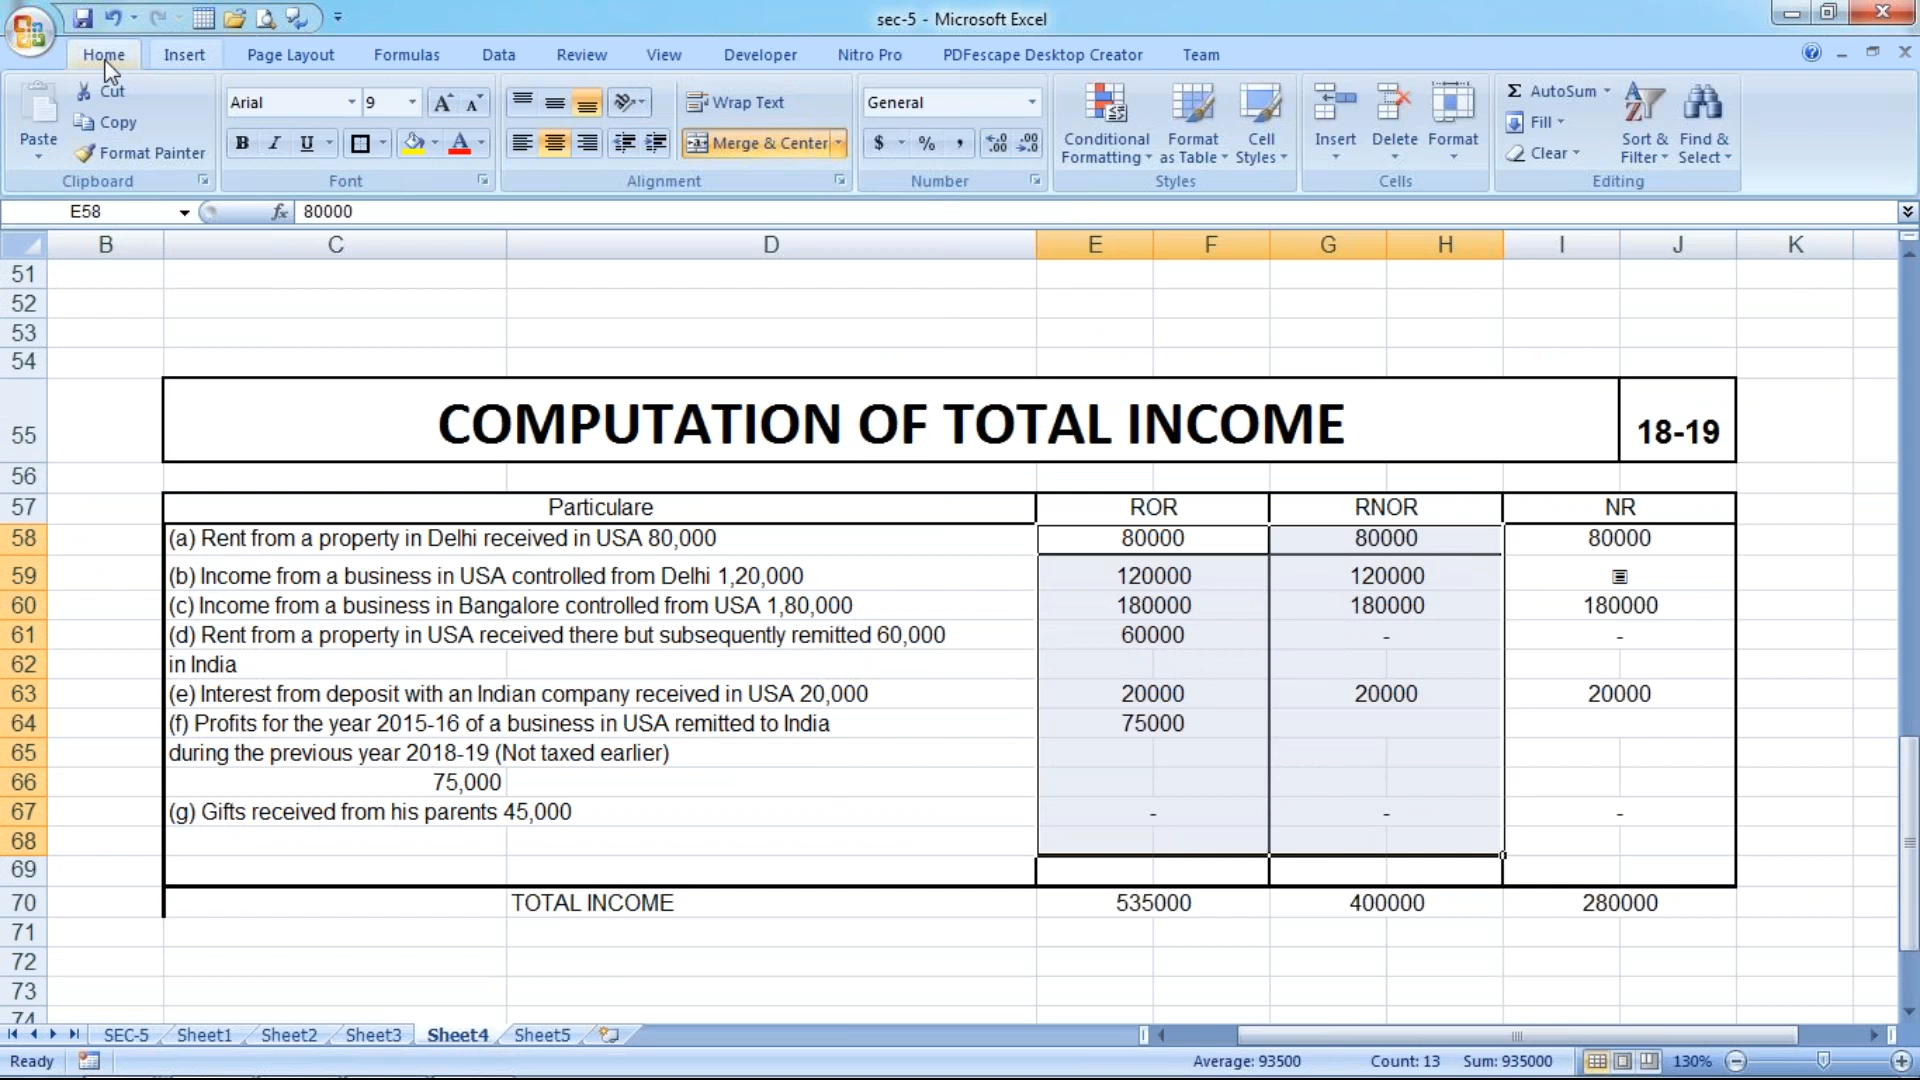 sec-5 - Microsoft Excel
Home Insert Page Layout Formulas Data Review View Developer Nitro Pro PDFescape Desktop Creator Team
Paste
Cut
Copy
Format Painter
Clipboard
Arial 9
B I U
Font
Wrap Text
Merge & Center
Alignment
General
$ % ,
Number
Conditional Formatting
Format as Table
Cell Styles
Styles
Insert Delete Format
Cells
Σ AutoSum
Fill
Clear
Sort & Filter
Find & Select
Editing
E58 fx 80000
B C D E F G H I J K
51
52
53
54
55 COMPUTATION OF TOTAL INCOME 18-19
56
57 Particulare ROR RNOR NR
58 (a) Rent from a property in Delhi received in USA 80,000 80000 80000 80000
59 (b) Income from a business in USA controlled from Delhi 1,20,000 120000 120000
60 (c) Income from a business in Bangalore controlled from USA 1,80,000 180000 180000 180000
61 (d) Rent from a property in USA received there but subsequently remitted 60,000 60000 - -
62 in India
63 (e) Interest from deposit with an Indian company received in USA 20,000 20000 20000 20000
64 (f) Profits for the year 2015-16 of a business in USA remitted to India 75000
65 during the previous year 2018-19 (Not taxed earlier)
66 75,000
67 (g) Gifts received from his parents 45,000 - - -
68
69
70 TOTAL INCOME 535000 400000 280000
71
72
73
74
SEC-5 Sheet1 Sheet2 Sheet3 Sheet4 Sheet5
Ready Average: 93500 Count: 13 Sum: 935000 130%